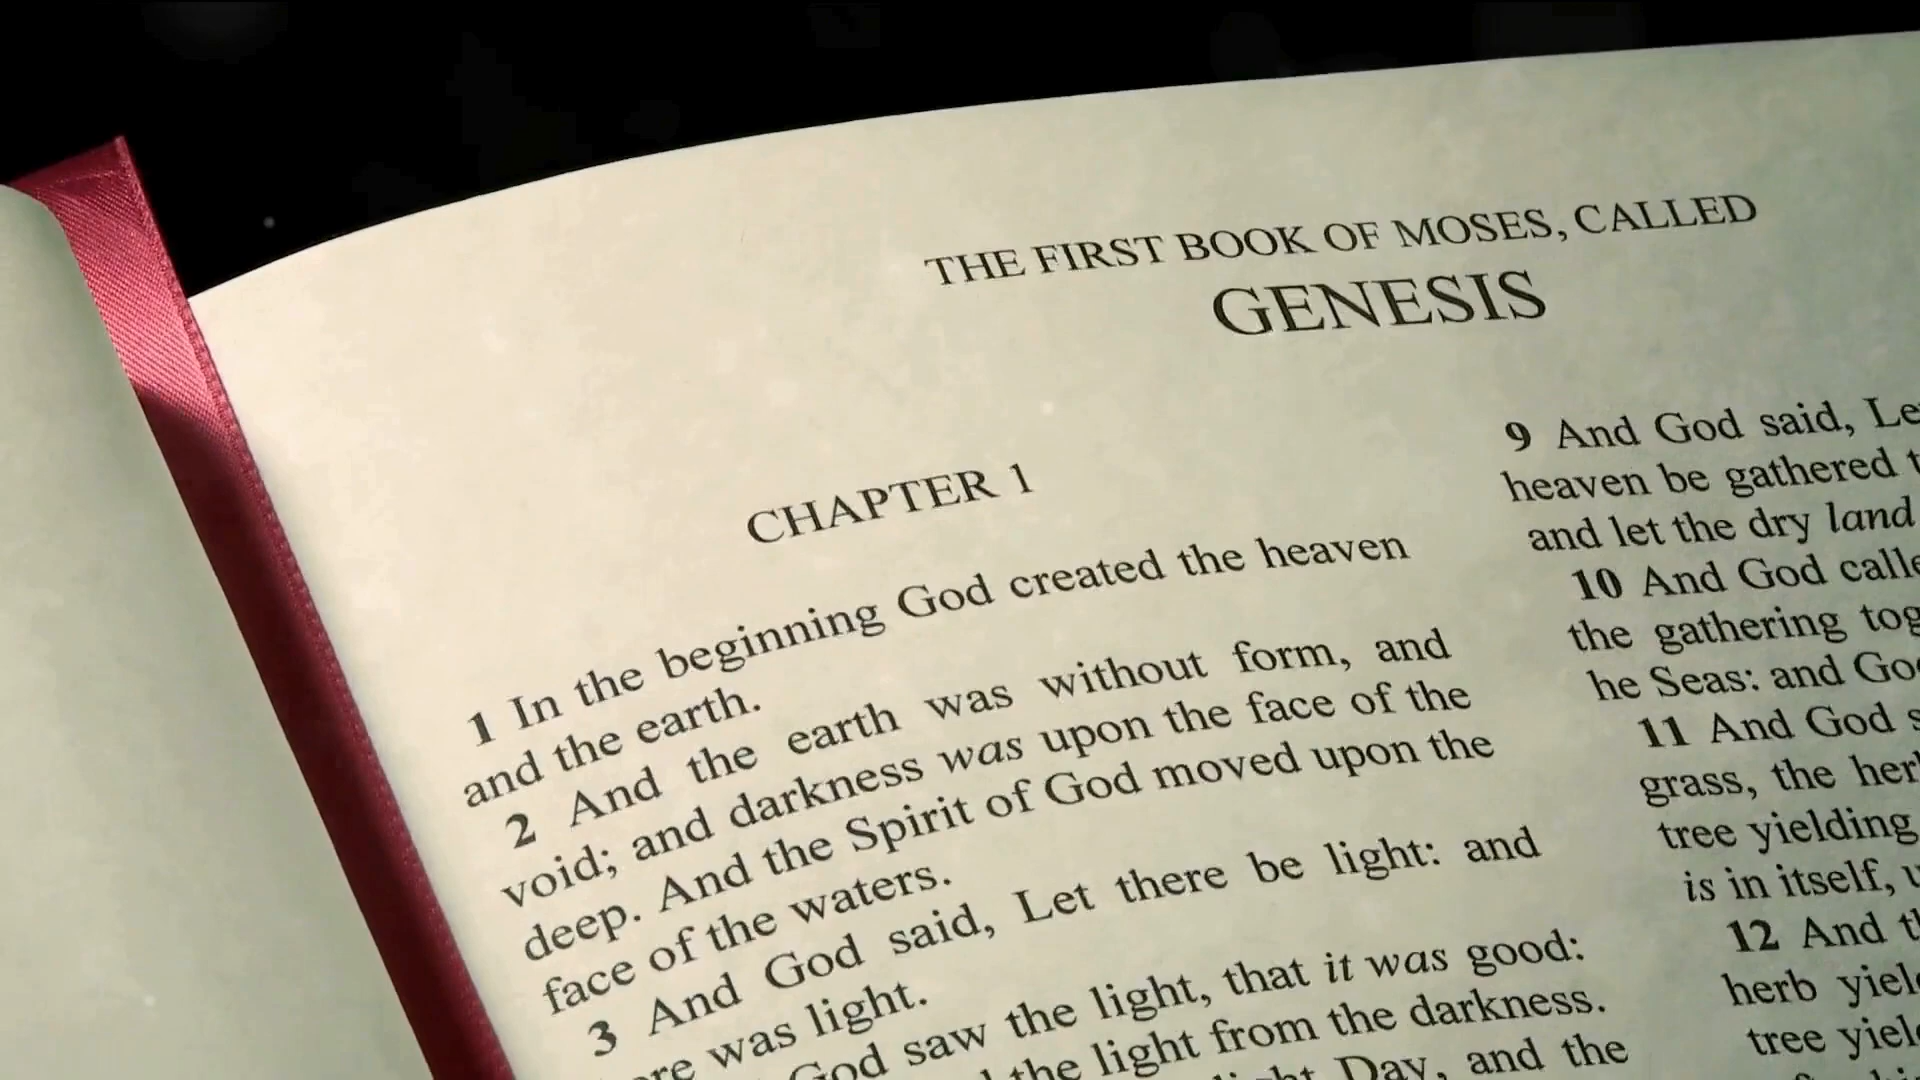 THE FIRST BOOK OF MOSES, CALLED
GENESIS
CHAPTER 1
1 In the beginning God created the heaven
and the earth.
2 And the earth was without form, and
void; and darkness was upon the face of the
deep. And the Spirit of God moved upon the
face of the waters.
3 And God said, Let there be light: and
was light.
God saw the light, that it was good:
the light from the darkness.
Day, and the
9 And God said,
heaven be gathered
and let the dry land
10 And God
the gathering
he Seas: and
11 And God
grass, the
tree yielding
is in itself,
12 And
herb
tree